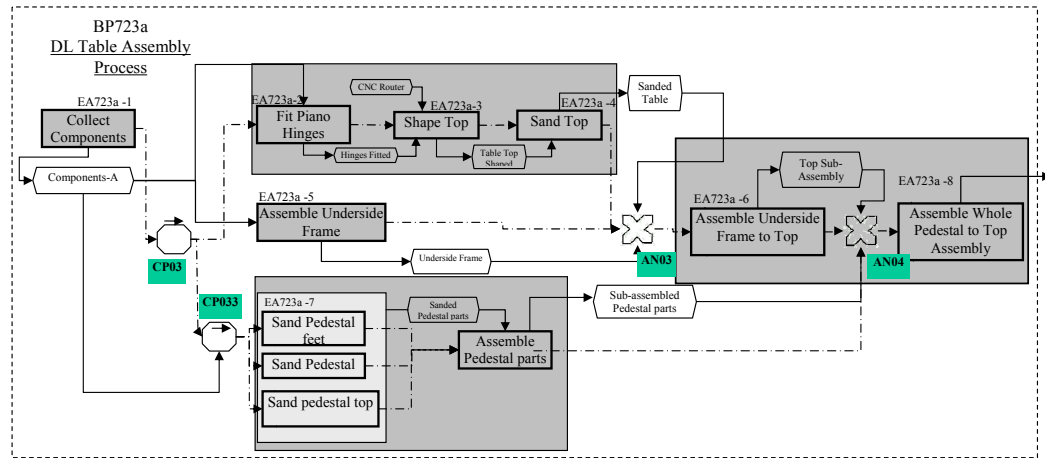 BP723a
DL Table Assembly
Process
EA723a -1
Collect
Components
Components-A
CP03
CP033
EA723a-2
Fit Piano
Hinges
CNC Router
EA723a-3
Shape Top
Hinges Fitted
Table Top
Shaped
EA723a -4
Sand Top
Sanded
Table
EA723a -5
Assemble Underside
Frame
Underside Frame
AN03
EA723a -6
Assemble Underside
Frame to Top
Top Sub-
Assembly
AN04
EA723a -8
Assemble Whole
Pedestal to Top
Assembly
EA723a -7
Sand Pedestal
feet
Sand Pedestal
Sand pedestal top
Sanded
Pedestal parts
Assemble
Pedestal parts
Sub-assembled
Pedestal parts